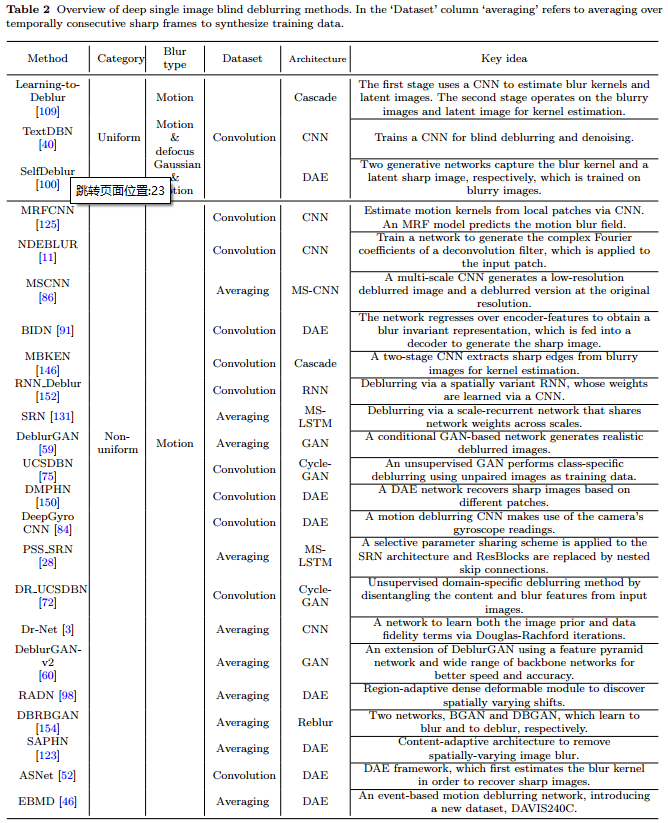 Table 2 Overview of deep single image blind deblurring methods. In the ‘Dataset’ column ‘averaging’ refers to averaging over
temporally consecutive sharp frames to synthesize training data.
Method Category Blur type Dataset Architecture Key idea
Learning-to-
Deblur
[109]
Uniform
Motion
Convolution
Cascade
The first stage uses a CNN to estimate blur kernels and
latent images. The second stage operates on the blurry
images and latent image for kernel estimation.
TextDBN
[40]
Motion
&
defocus
CNN
Trains a CNN for blind deblurring and denoising.
SelfDeblur
[100]
Gaussian
&
DAE
Two generative networks capture the blur kernel and a
latent sharp image, respectively, which is trained on
blurry images.
跳转页面位置:23
MRFCNN
[125]
Convolution
CNN
Estimate motion kernels from local patches via CNN.
An MRF model predicts the motion blur field.
NDEBLUR
[11]
Convolution
CNN
Train a network to generate the complex Fourier
coefficients of a deconvolution filter, which is applied to
the input patch.
MSCNN
[86]
Averaging
MS-CNN
A multi-scale CNN generates a low-resolution
deblurred image and a deblurred version at the original
resolution.
BIDN [91]
Convolution
DAE
The network regresses over encoder-features to obtain a
blur invariant representation, which is fed into a
decoder to generate the sharp image.
MBKEN
[146]
Convolution
Cascade
A two-stage CNN extracts sharp edges from blurry
images for kernel estimation.
RNN_Deblur
[152]
Convolution
RNN
Deblurring via a spatially variant RNN, whose weights
are learned via a CNN.
SRN [131]
Averaging
MS-
LSTM
Deblurring via a scale-recurrent network that shares
network weights across scales.
DeblurGAN
[59]
Non-
uniform
Motion
Averaging
GAN
A conditional GAN-based network generates realistic
deblurred images.
UCSDBN
[75]
Convolution
Cycle-
GAN
An unsupervised GAN performs class-specific
deblurring using unpaired images as training data.
DMPHN
[150]
Convolution
DAE
A DAE network recovers sharp images based on
different patches.
DeepGyro
CNN [84]
Convolution
DAE
A motion deblurring CNN makes use of the camera’s
gyroscope readings.
PSS_SRN
[28]
Averaging
MS-
LSTM
A selective parameter sharing scheme is applied to the
SRN architecture and ResBlocks are replaced by nested
skip connections.
DR_UCSDBN
[72]
Convolution
Cycle-
GAN
Unsupervised domain-specific deblurring method by
disentangling the content and blur features from input
images.
Dr-Net [3]
Averaging
CNN
A network to learn both the image prior and data
fidelity terms via Douglas-Rachford iterations.
DeblurGAN-
v2
[60]
Averaging
GAN
An extension of DeblurGAN using a feature pyramid
network and wide range of backbone networks for
better speed and accuracy.
RADN [98]
Averaging
DAE
Region-adaptive dense deformable module to discover
spatially varying shifts.
DBRBGAN
[154]
Averaging
Reblur
Two networks, BGAN and DBGAN, which learn to
blur and to deblur, respectively.
SAPHN
[123]
Averaging
DAE
Content-adaptive architecture to remove
spatially-varying image blur.
ASNet [52]
Convolution
DAE
DAE framework, which first estimates the blur kernel
in order to recover sharp images.
EBMD [46]
Averaging
DAE
An event-based motion deblurring network, introducing
a new dataset, DAVIS240C.